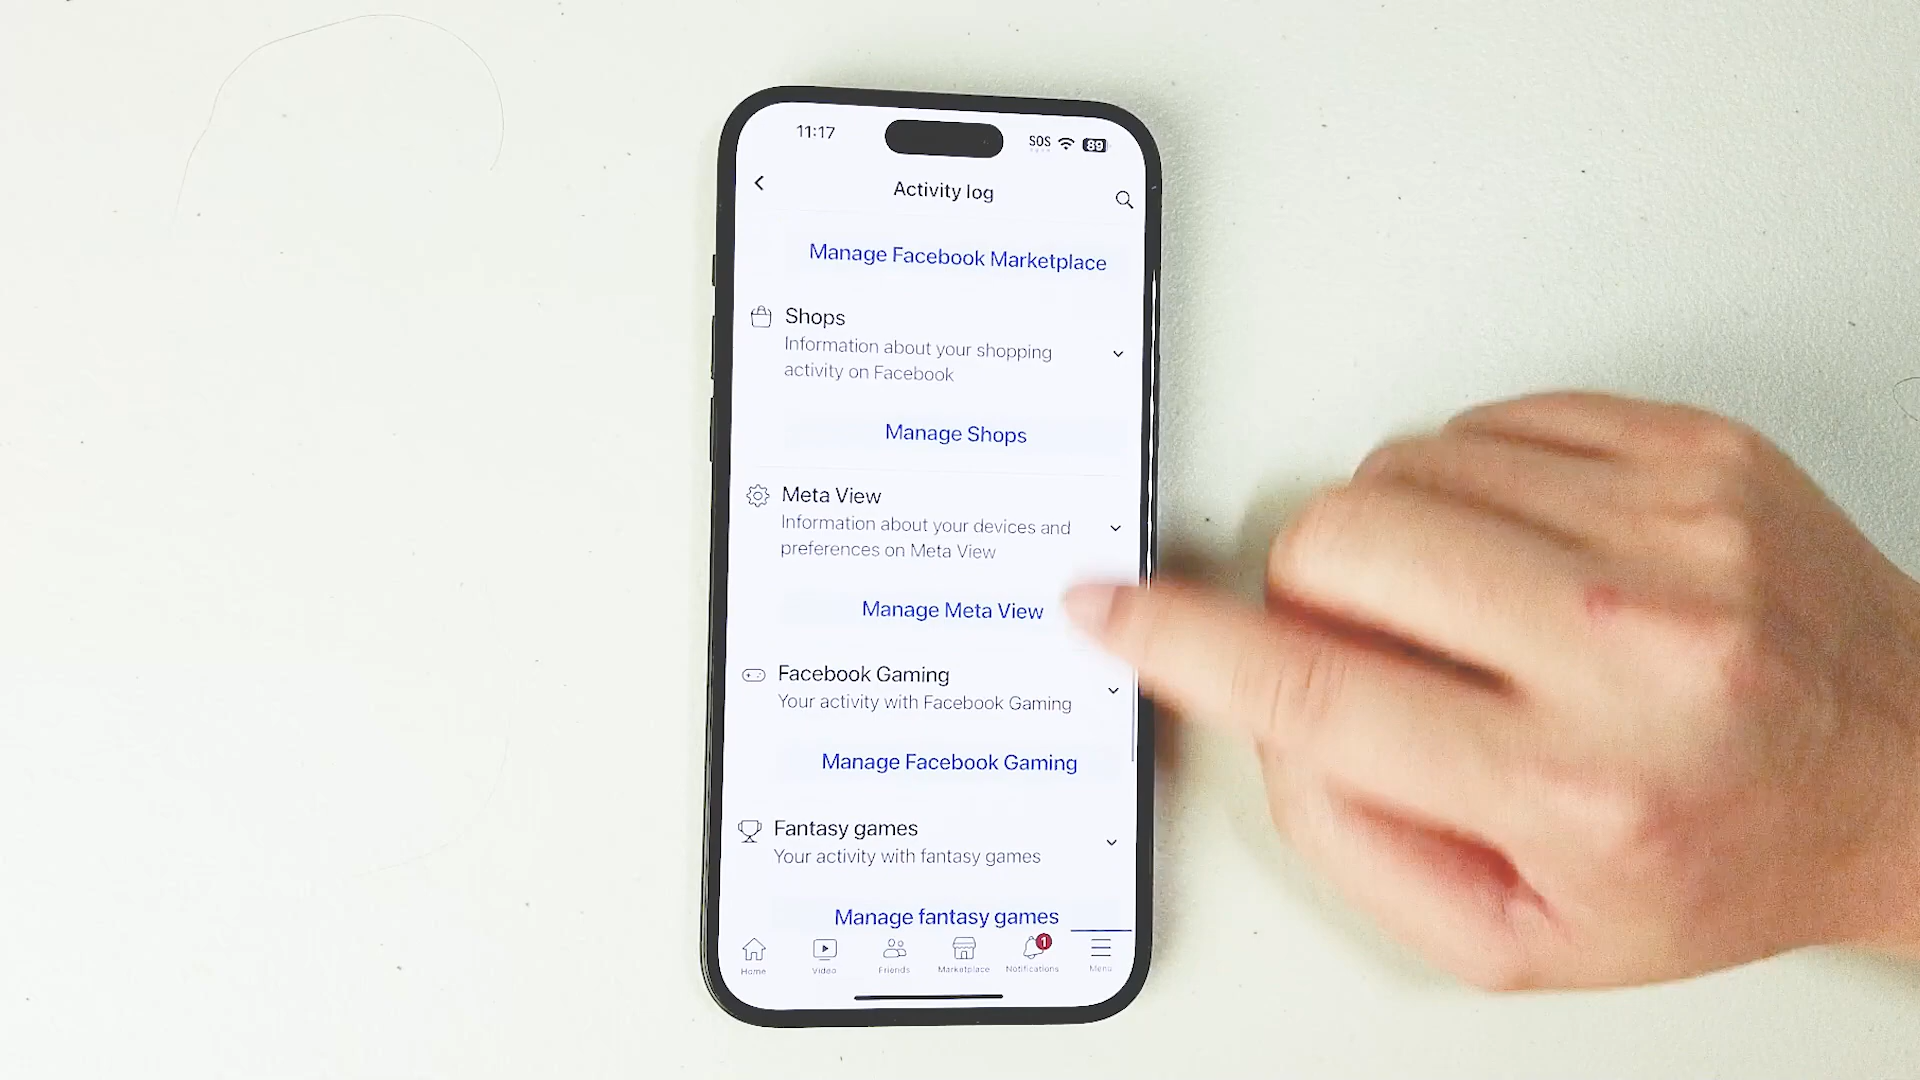 11:17
SOS
89
Activity log
Manage Facebook Marketplace
Shops
Information about your shopping
activity on Facebook
Manage Shops
Meta View
Information about your devices and
preferences on Meta View
Manage Meta View
Facebook Gaming
Your activity with Facebook Gaming
Manage Facebook Gaming
Fantasy games
Your activity with fantasy games
Manage fantasy games
1
Home
Video
Friends
Marketplace
Notifications
Menu